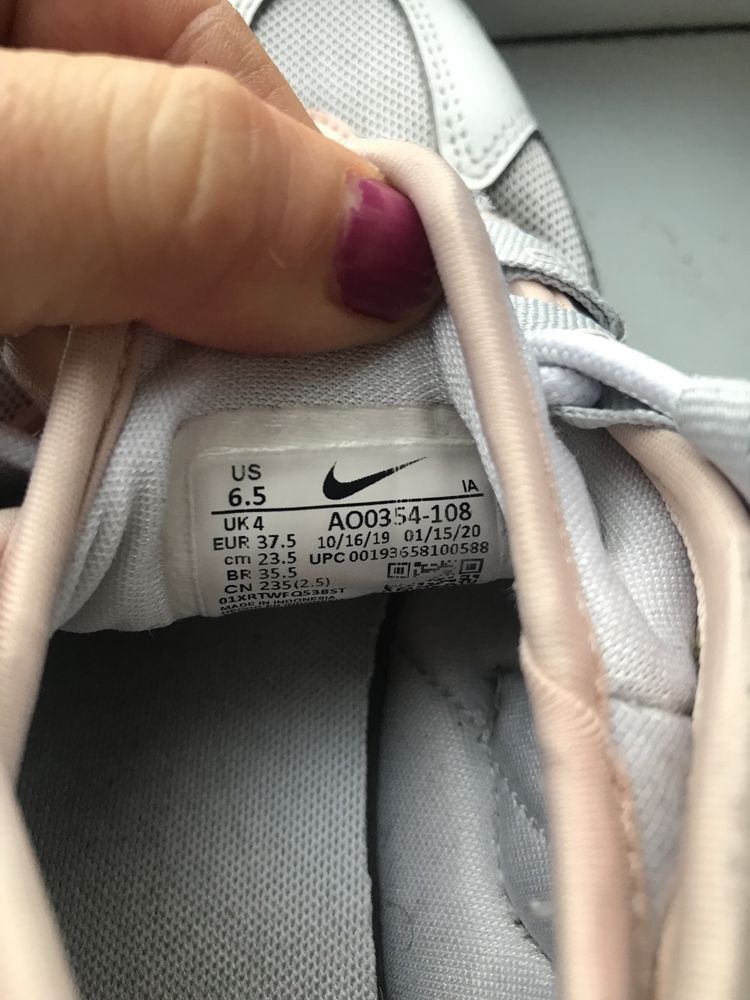 US
6.5
IA
UK 4
AO0354-108
EUR 37.5
10/16/19 01/15/20
cm 23.5
UPC 00193658100588
BR 35.5
CN 235(2.5)
01XRTWFQ538ST
MADE IN INDONESIA